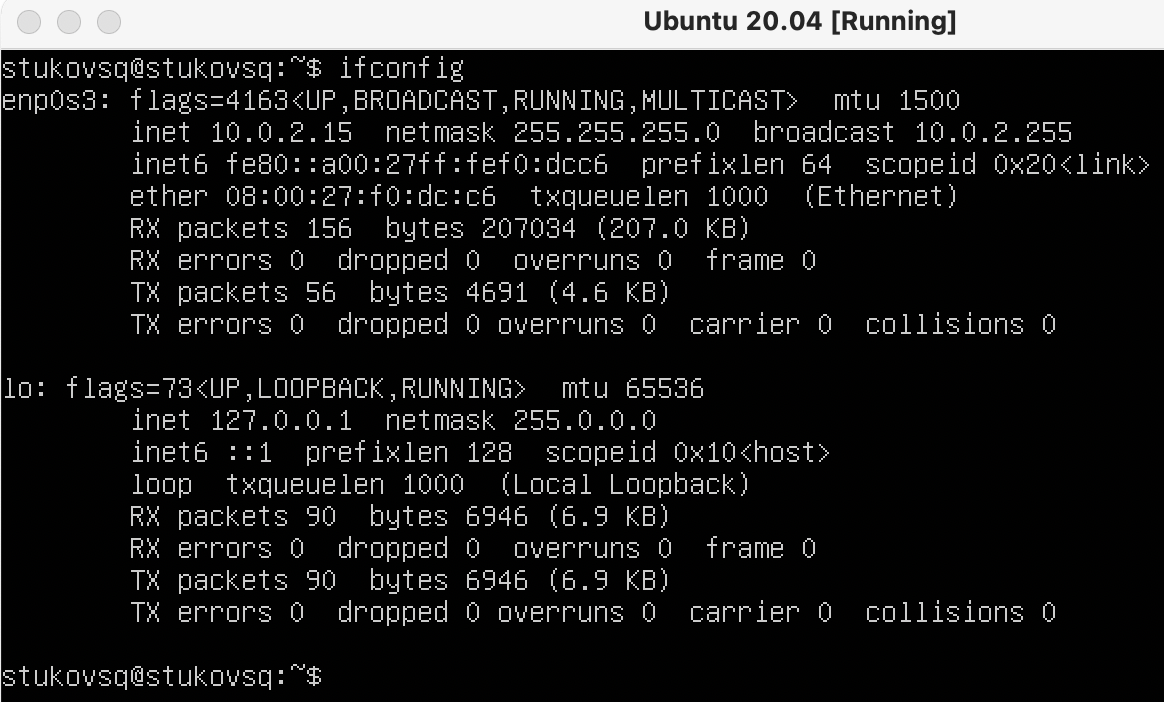 Ubuntu 20.04 [Running]
stukovsq@stukovsq:~$ ifconfig
enp0s3: flags=4163<UP,BROADCAST,RUNNING,MULTICAST>  mtu 1500
        inet 10.0.2.15  netmask 255.255.255.0  broadcast 10.0.2.255
        inet6 fe80::a00:27ff:fef0:dcc6  prefixlen 64  scopeid 0x20<link>
        ether 08:00:27:f0:dc:c6  txqueuelen 1000  (Ethernet)
        RX packets 156  bytes 207034 (207.0 KB)
        RX errors 0  dropped 0  overruns 0  frame 0
        TX packets 56  bytes 4691 (4.6 KB)
        TX errors 0  dropped 0 overruns 0  carrier 0  collisions 0

lo: flags=73<UP,LOOPBACK,RUNNING>  mtu 65536
        inet 127.0.0.1  netmask 255.0.0.0
        inet6 ::1  prefixlen 128  scopeid 0x10<host>
        loop  txqueuelen 1000  (Local Loopback)
        RX packets 90  bytes 6946 (6.9 KB)
        RX errors 0  dropped 0  overruns 0  frame 0
        TX packets 90  bytes 6946 (6.9 KB)
        TX errors 0  dropped 0 overruns 0  carrier 0  collisions 0

stukovsq@stukovsq:~$